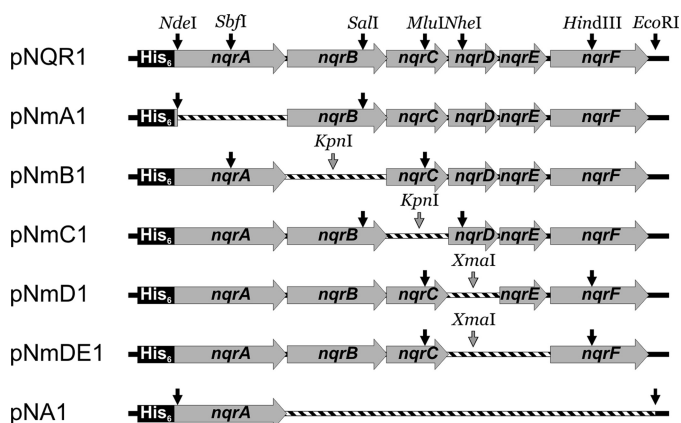 NdeI SbfI SalI MluI NheI HindIII EcoRI
pNQR1 His6 nqrA nqrB nqrC nqrD nqrE nqrF
pNmA1 His6 nqrB nqrC nqrD nqrE nqrF
KpnI
pNmB1 His6 nqrA nqrC nqrD nqrE nqrF
KpnI
pNmC1 His6 nqrA nqrB nqrD nqrE nqrF
XmaI
pNmD1 His6 nqrA nqrB nqrC nqrE nqrF
XmaI
pNmDE1 His6 nqrA nqrB nqrC nqrF
pNA1 His6 nqrA